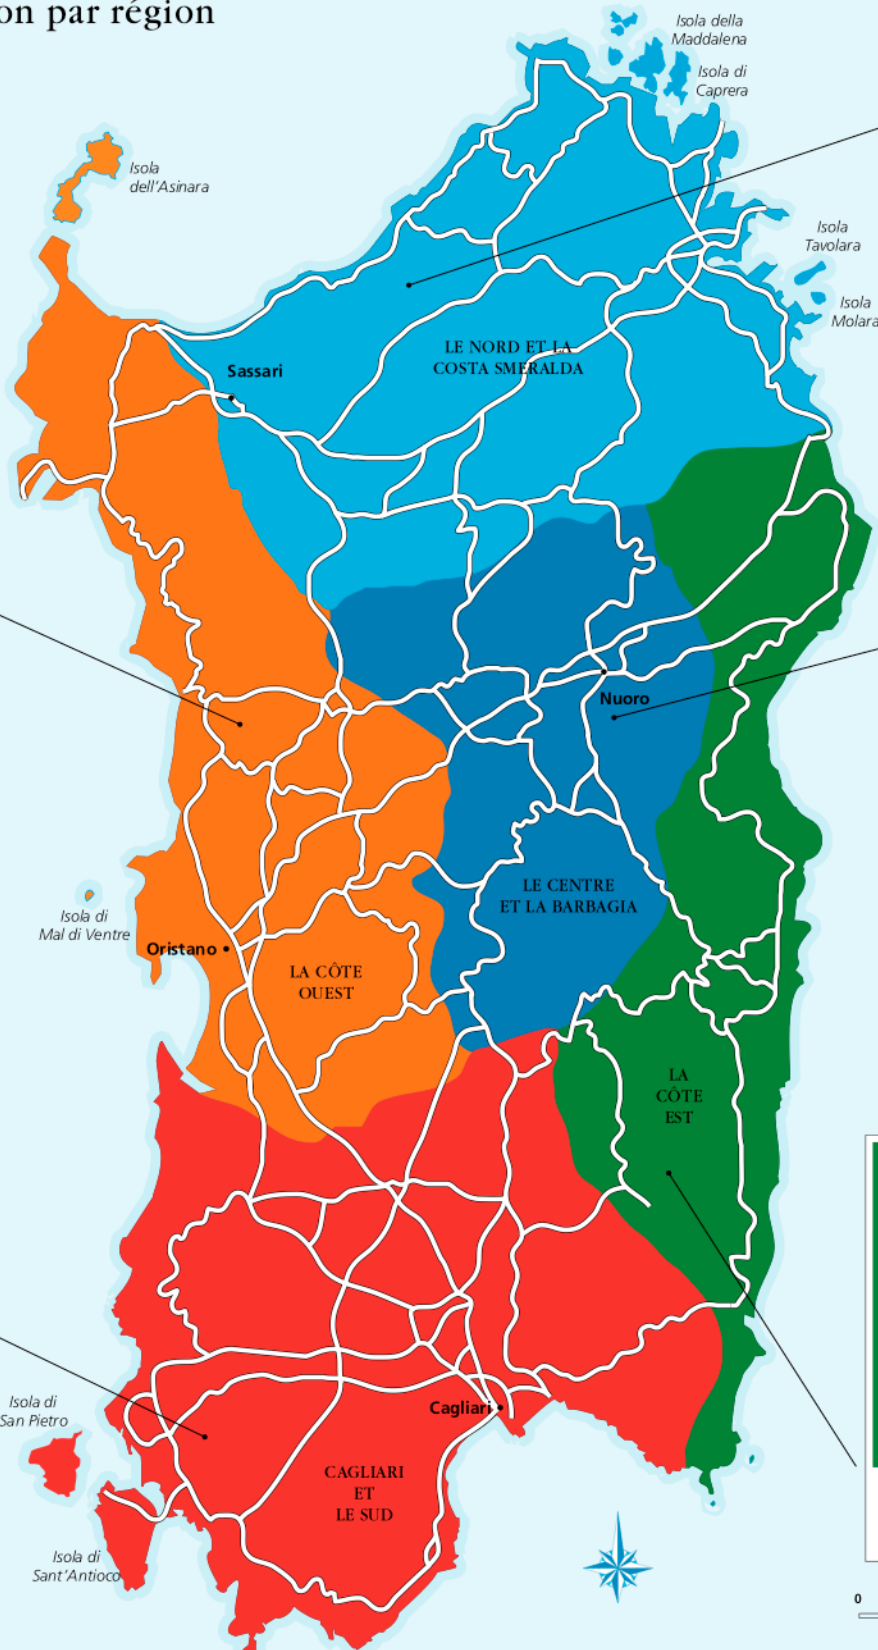 on par région
Isola della
Maddalena
Isola di
Caprera
Isola
dell'Asinara
Isola
Tavolara
Isola
Molara
LE NORD ET LA
COSTA SMERALDA
Sassari
Nuoro
LE CENTRE
ET LA BARBAGIA
Isola di
Mal di Ventre
Oristano
LA CÔTE
OUEST
LA
CÔTE
EST
Isola di
San Pietro
Cagliari
CAGLIARI
ET
LE SUD
Isola di
Sant'Antioco
0